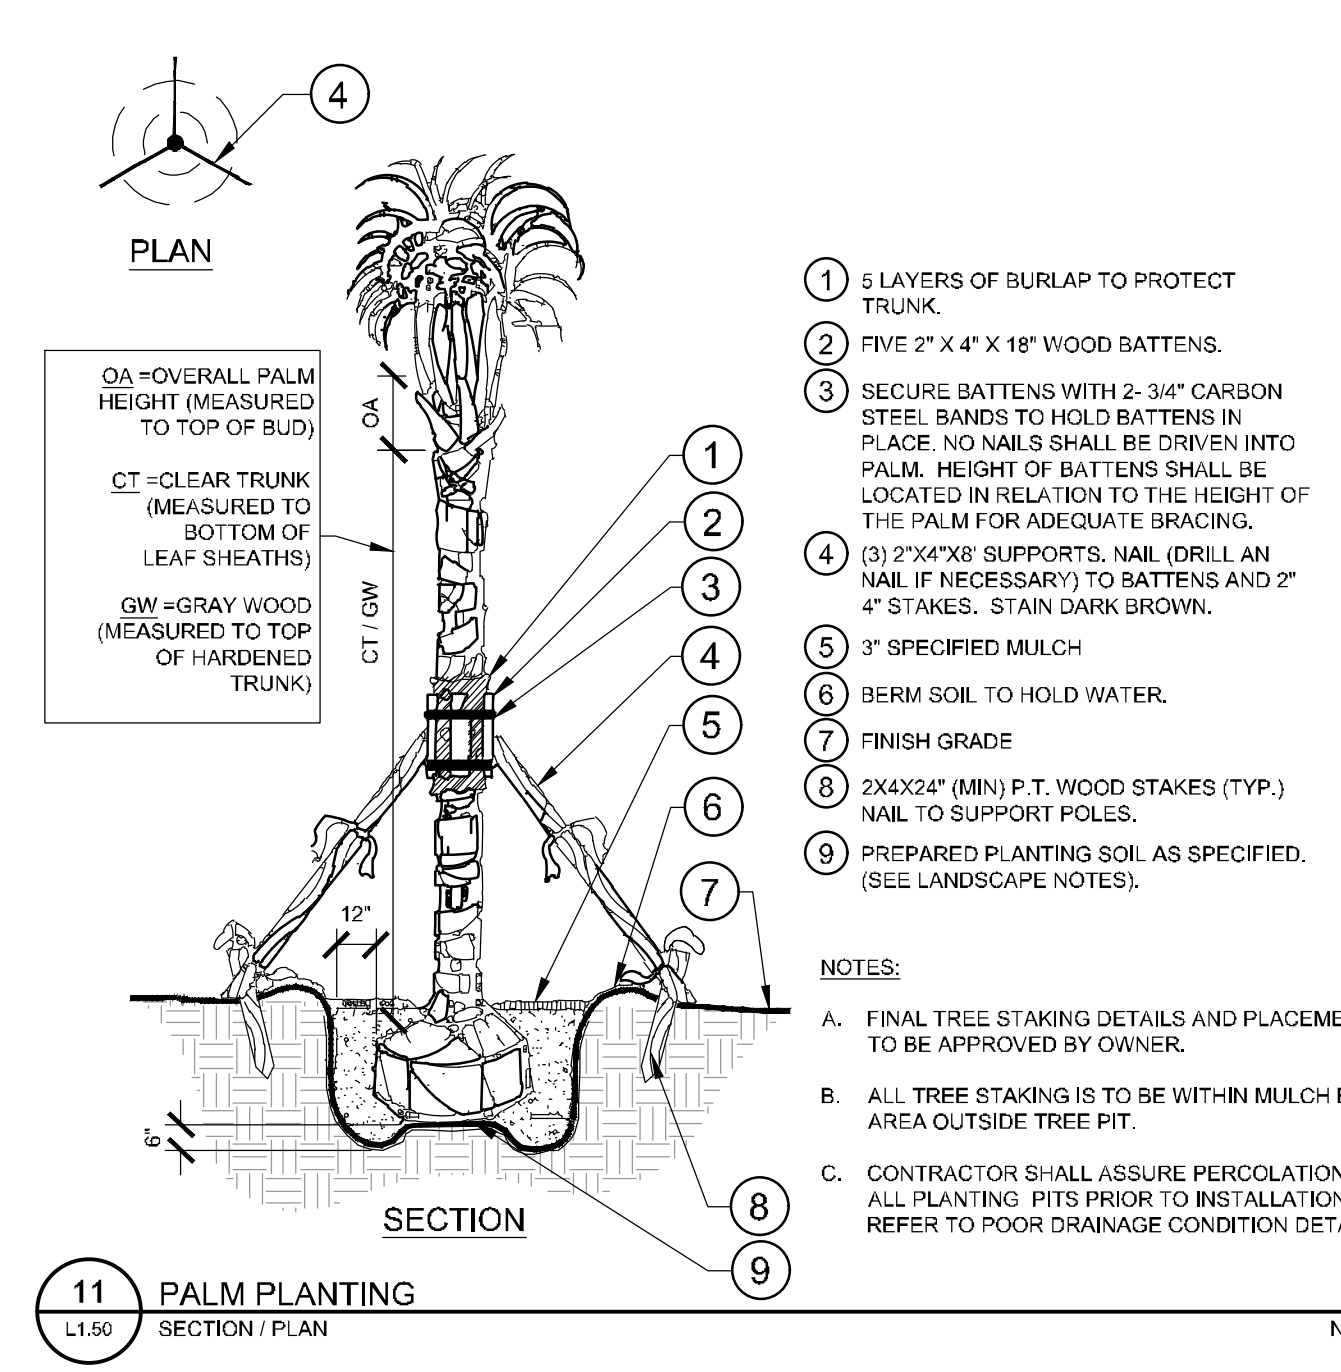 4
PLAN
OA =OVERALL PALM
HEIGHT (MEASURED
TO TOP OF BUD)
CT =CLEAR TRUNK
(MEASURED TO
BOTTOM OF
LEAF SHEATHS)
GW =GRAY WOOD
(MEASURED TO TOP
OF HARDENED
TRUNK)
OA
CT / GW
12"
6"
1
2
3
4
5
6
7
8
9
SECTION
1 5 LAYERS OF BURLAP TO PROTECT
TRUNK.
2 FIVE 2" X 4" X 18" WOOD BATTENS.
3 SECURE BATTENS WITH 2- 3/4" CARBON
STEEL BANDS TO HOLD BATTENS IN
PLACE. NO NAILS SHALL BE DRIVEN INTO
PALM. HEIGHT OF BATTENS SHALL BE
LOCATED IN RELATION TO THE HEIGHT OF
THE PALM FOR ADEQUATE BRACING.
4 (3) 2"X4"X8' SUPPORTS. NAIL (DRILL AN
NAIL IF NECESSARY) TO BATTENS AND 2"
4" STAKES. STAIN DARK BROWN.
5 3" SPECIFIED MULCH
6 BERM SOIL TO HOLD WATER.
7 FINISH GRADE
8 2X4X24" (MIN) P.T. WOOD STAKES (TYP.)
NAIL TO SUPPORT POLES.
9 PREPARED PLANTING SOIL AS SPECIFIED.
(SEE LANDSCAPE NOTES).
NOTES:
A. FINAL TREE STAKING DETAILS AND
TO BE APPROVED BY OWNER.
B. ALL TREE STAKING IS TO BE WITHIN MULCH
AREA OUTSIDE TREE PIT.
C. CONTRACTOR SHALL ASSURE PERCOLATION
ALL PLANTING PITS PRIOR TO INSTALLATION
REFER TO POOR DRAINAGE CONDITION
11
L1.50
PALM PLANTING
SECTION / PLAN